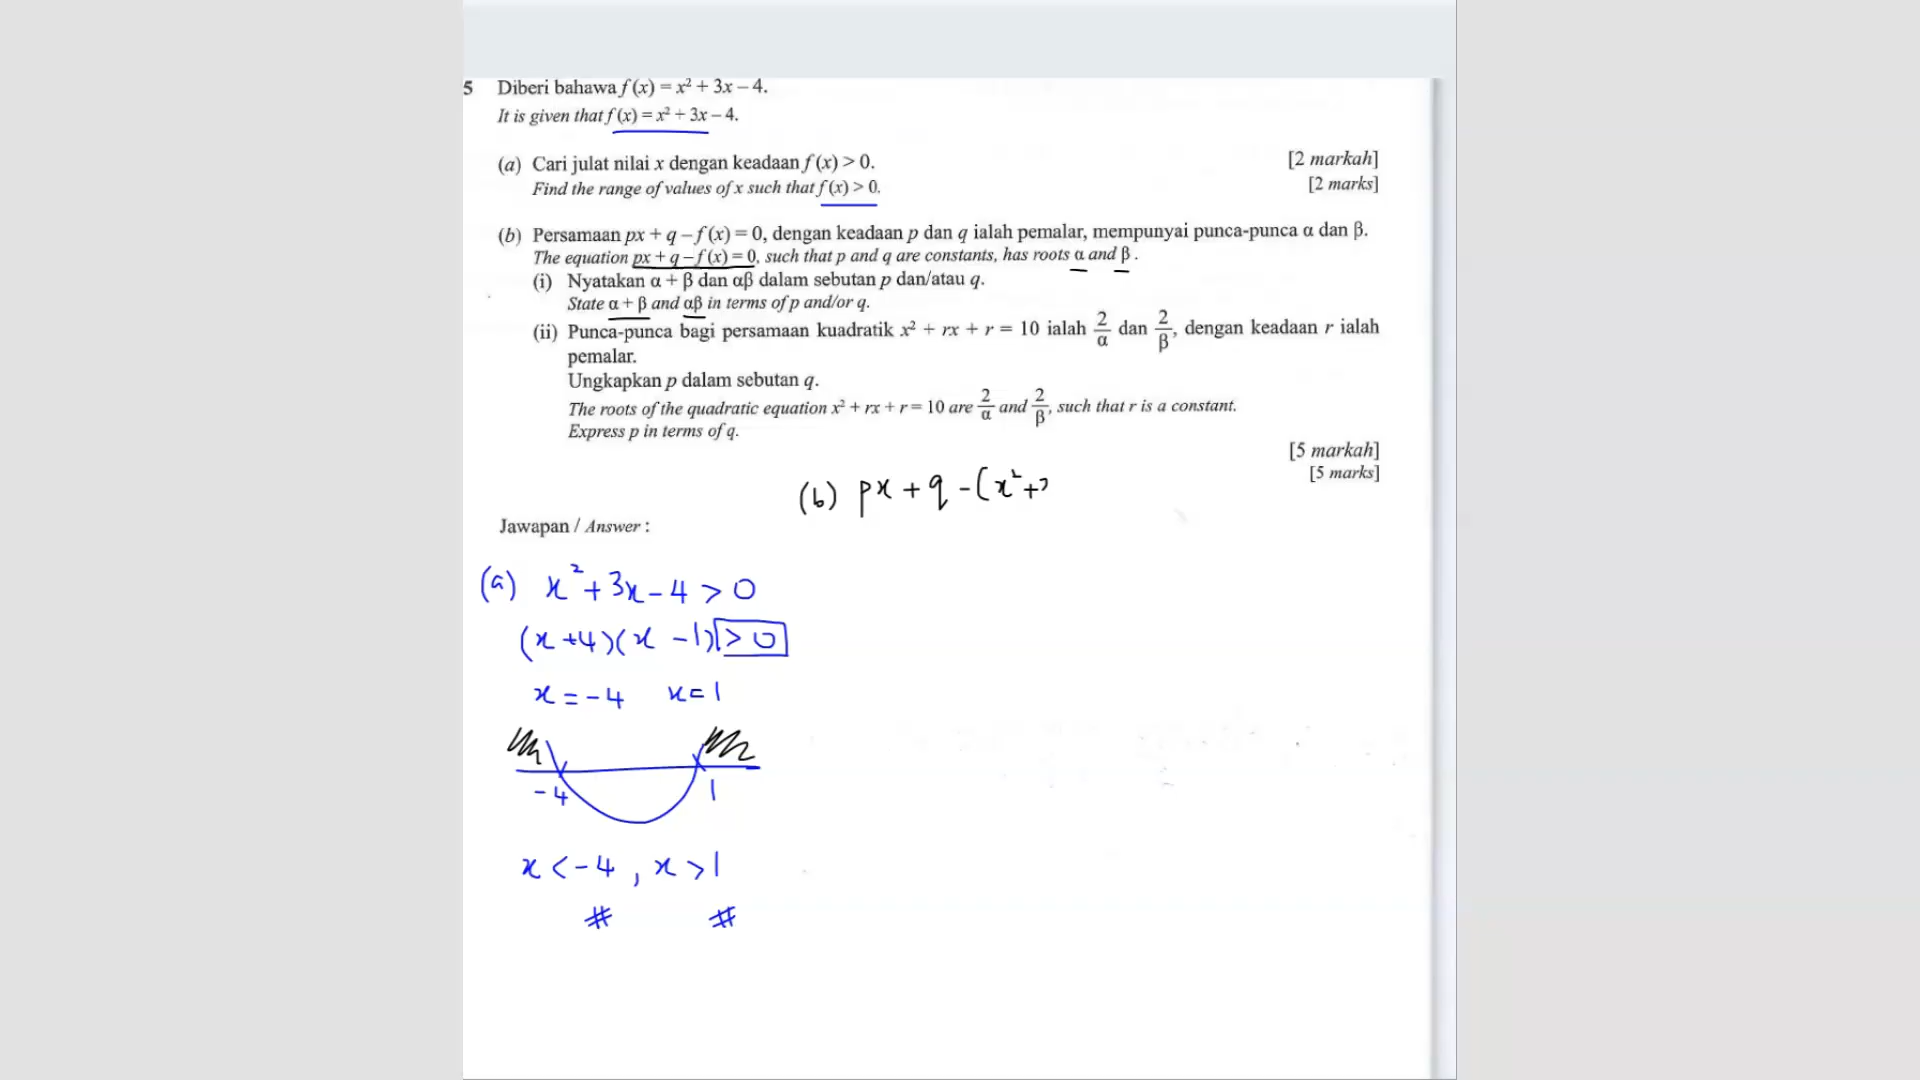 5 Diberi bahawa f (x) = x² + 3x – 4.
It is given that f (x) = x² + 3x – 4.
(a) Cari julat nilai x dengan keadaan f (x) > 0. [2 markah]
Find the range of values of x such that f (x) > 0. [2 marks]
(b) Persamaan px + q – f (x) = 0, dengan keadaan p dan q ialah pemalar, mempunyai punca-punca α dan β.
The equation px + q – f (x) = 0, such that p and q are constants, has roots α and β.
(i) Nyatakan α + β dan αβ dalam sebutan p dan/atau q.
State α + β and αβ in terms of p and/or q.
(ii) Punca-punca bagi persamaan kuadratik x² + rx + r = 10 ialah 2/α dan 2/β, dengan keadaan r ialah
pemalar.
Ungkapkan p dalam sebutan q.
The roots of the quadratic equation x² + rx + r = 10 are 2/α and 2/β, such that r is a constant.
Express p in terms of q.
[5 markah]
[5 marks]
(b) px + q - (x² +
Jawapan / Answer :
(a) x² + 3x - 4 > 0
(x +4)(x -1) > 0
x = -4 x = 1
-4 1
x < -4 , x > 1
# #